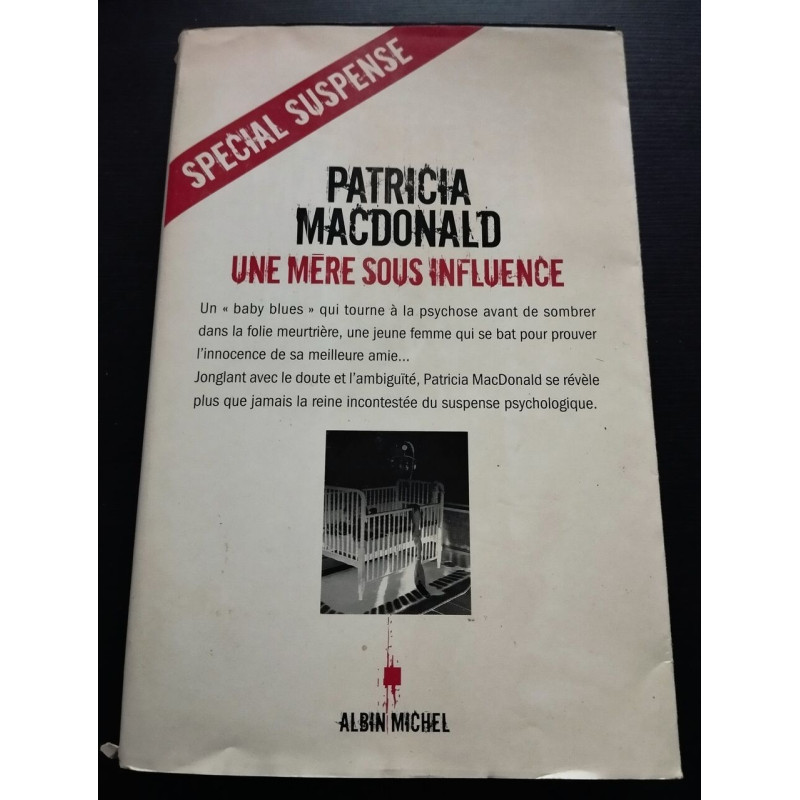 SPECIAL SUSPENSE
PATRICIA
MACDONALD
UNE MÈRE SOUS INFLUENCE
Un « baby blues » qui tourne à la psychose avant de sombrer
dans la folie meurtrière, une jeune femme qui se bat pour prouver
l'innocence de sa meilleure amie...
Jonglant avec le doute et l'ambiguïté, Patricia MacDonald se révèle
plus que jamais la reine incontestée du suspense psychologique.
ALBIN MICHEL